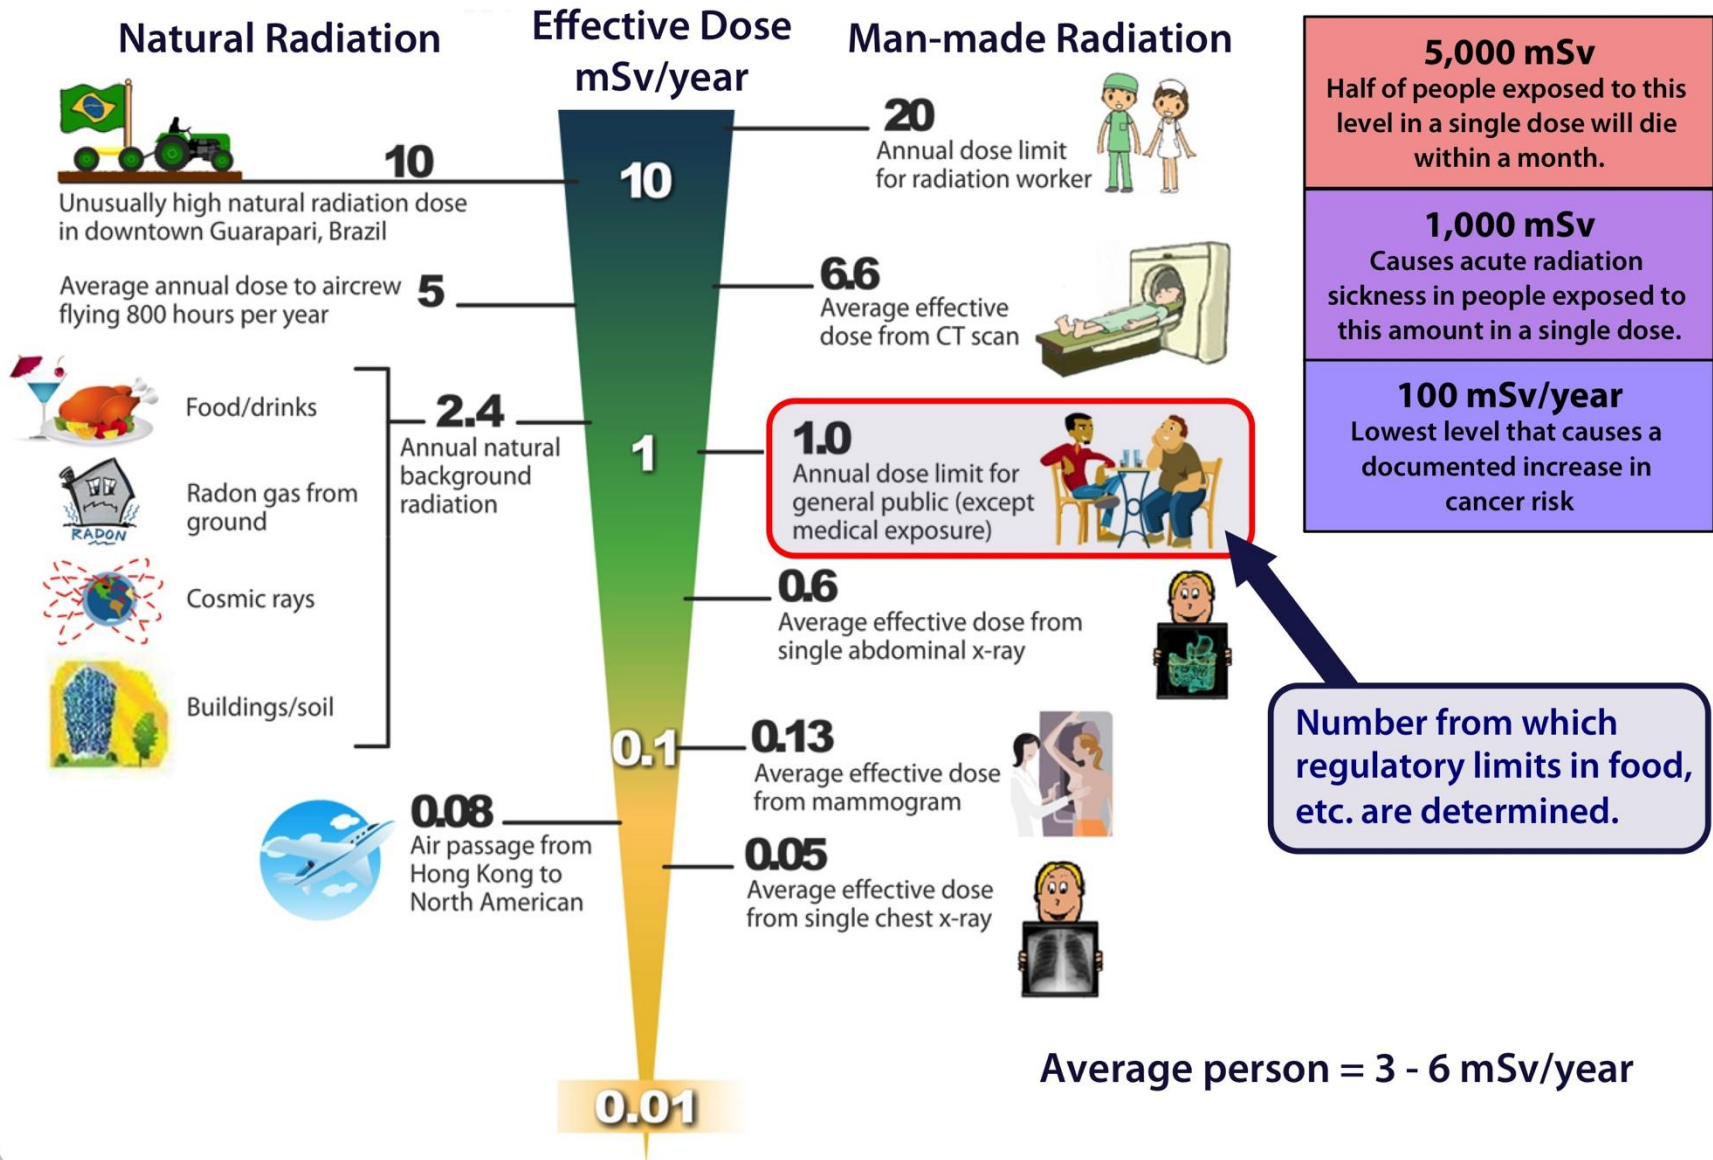 Natural Radiation
Effective Dose
mSv/year
Man-made Radiation
10
Unusually high natural radiation dose
in downtown Guarapari, Brazil
Average annual dose to aircrew
flying 800 hours per year
5
Food/drinks
Radon gas from
ground
RADON
Cosmic rays
Buildings/soil
2.4
Annual natural
background
radiation
0.08
Air passage from
Hong Kong to
North American
10
1
0.1
0.01
20
Annual dose limit
for radiation worker
6.6
Average effective
dose from CT scan
1.0
Annual dose limit for
general public (except
medical exposure)
0.6
Average effective dose from
single abdominal x-ray
0.13
Average effective dose
from mammogram
0.05
Average effective dose
from single chest x-ray
5,000 mSv
Half of people exposed to this
level in a single dose will die
within a month.
1,000 mSv
Causes acute radiation
sickness in people exposed to
this amount in a single dose.
100 mSv/year
Lowest level that causes a
documented increase in
cancer risk
Number from which
regulatory limits in food,
etc. are determined.
Average person = 3 - 6 mSv/year